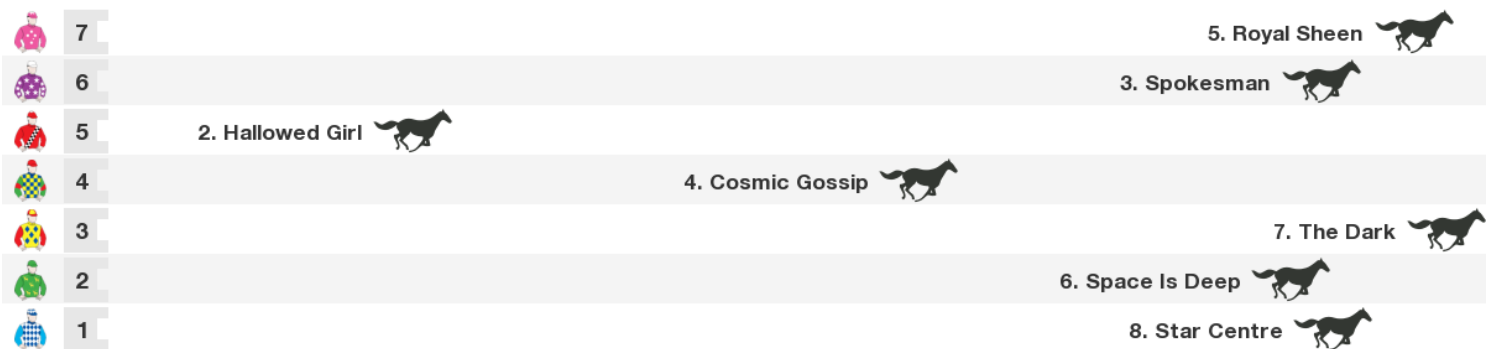 7 5. Royal Sheen
6 3. Spokesman
5 2. Hallowed Girl
4 4. Cosmic Gossip
3 7. The Dark
2 6. Space Is Deep
1 8. Star Centre